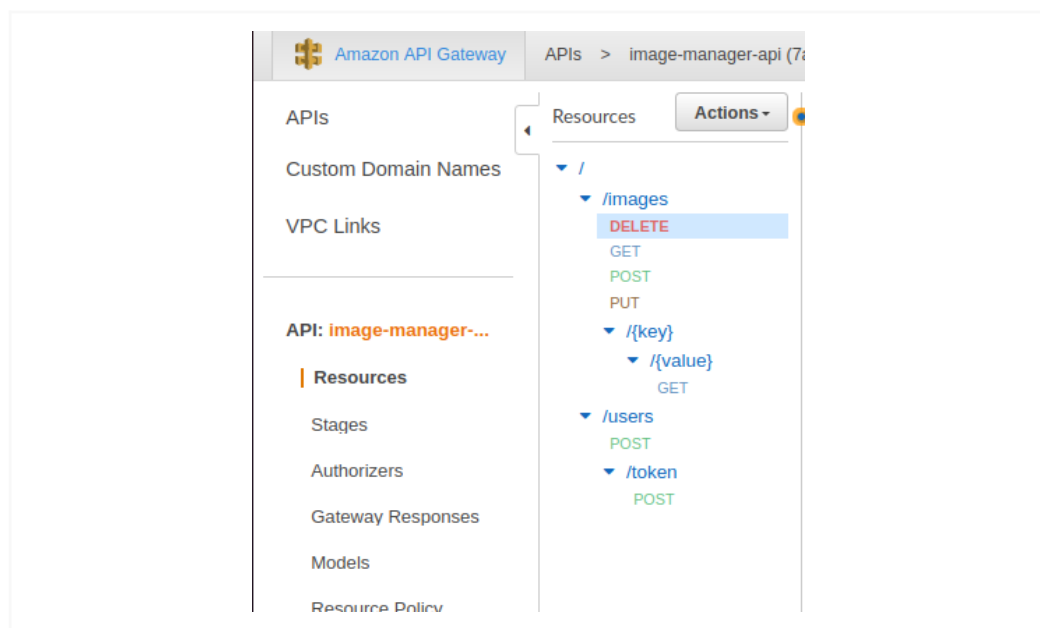 Amazon API Gateway APIs > image-manager-api (7a
APIs
Custom Domain Names
VPC Links
API: image-manager-...
Resources
Stages
Authorizers
Gateway Responses
Models
Resource Policy
Resources Actions
/
/images
DELETE
GET
POST
PUT
/{key}
/{value}
GET
/users
POST
/token
POST